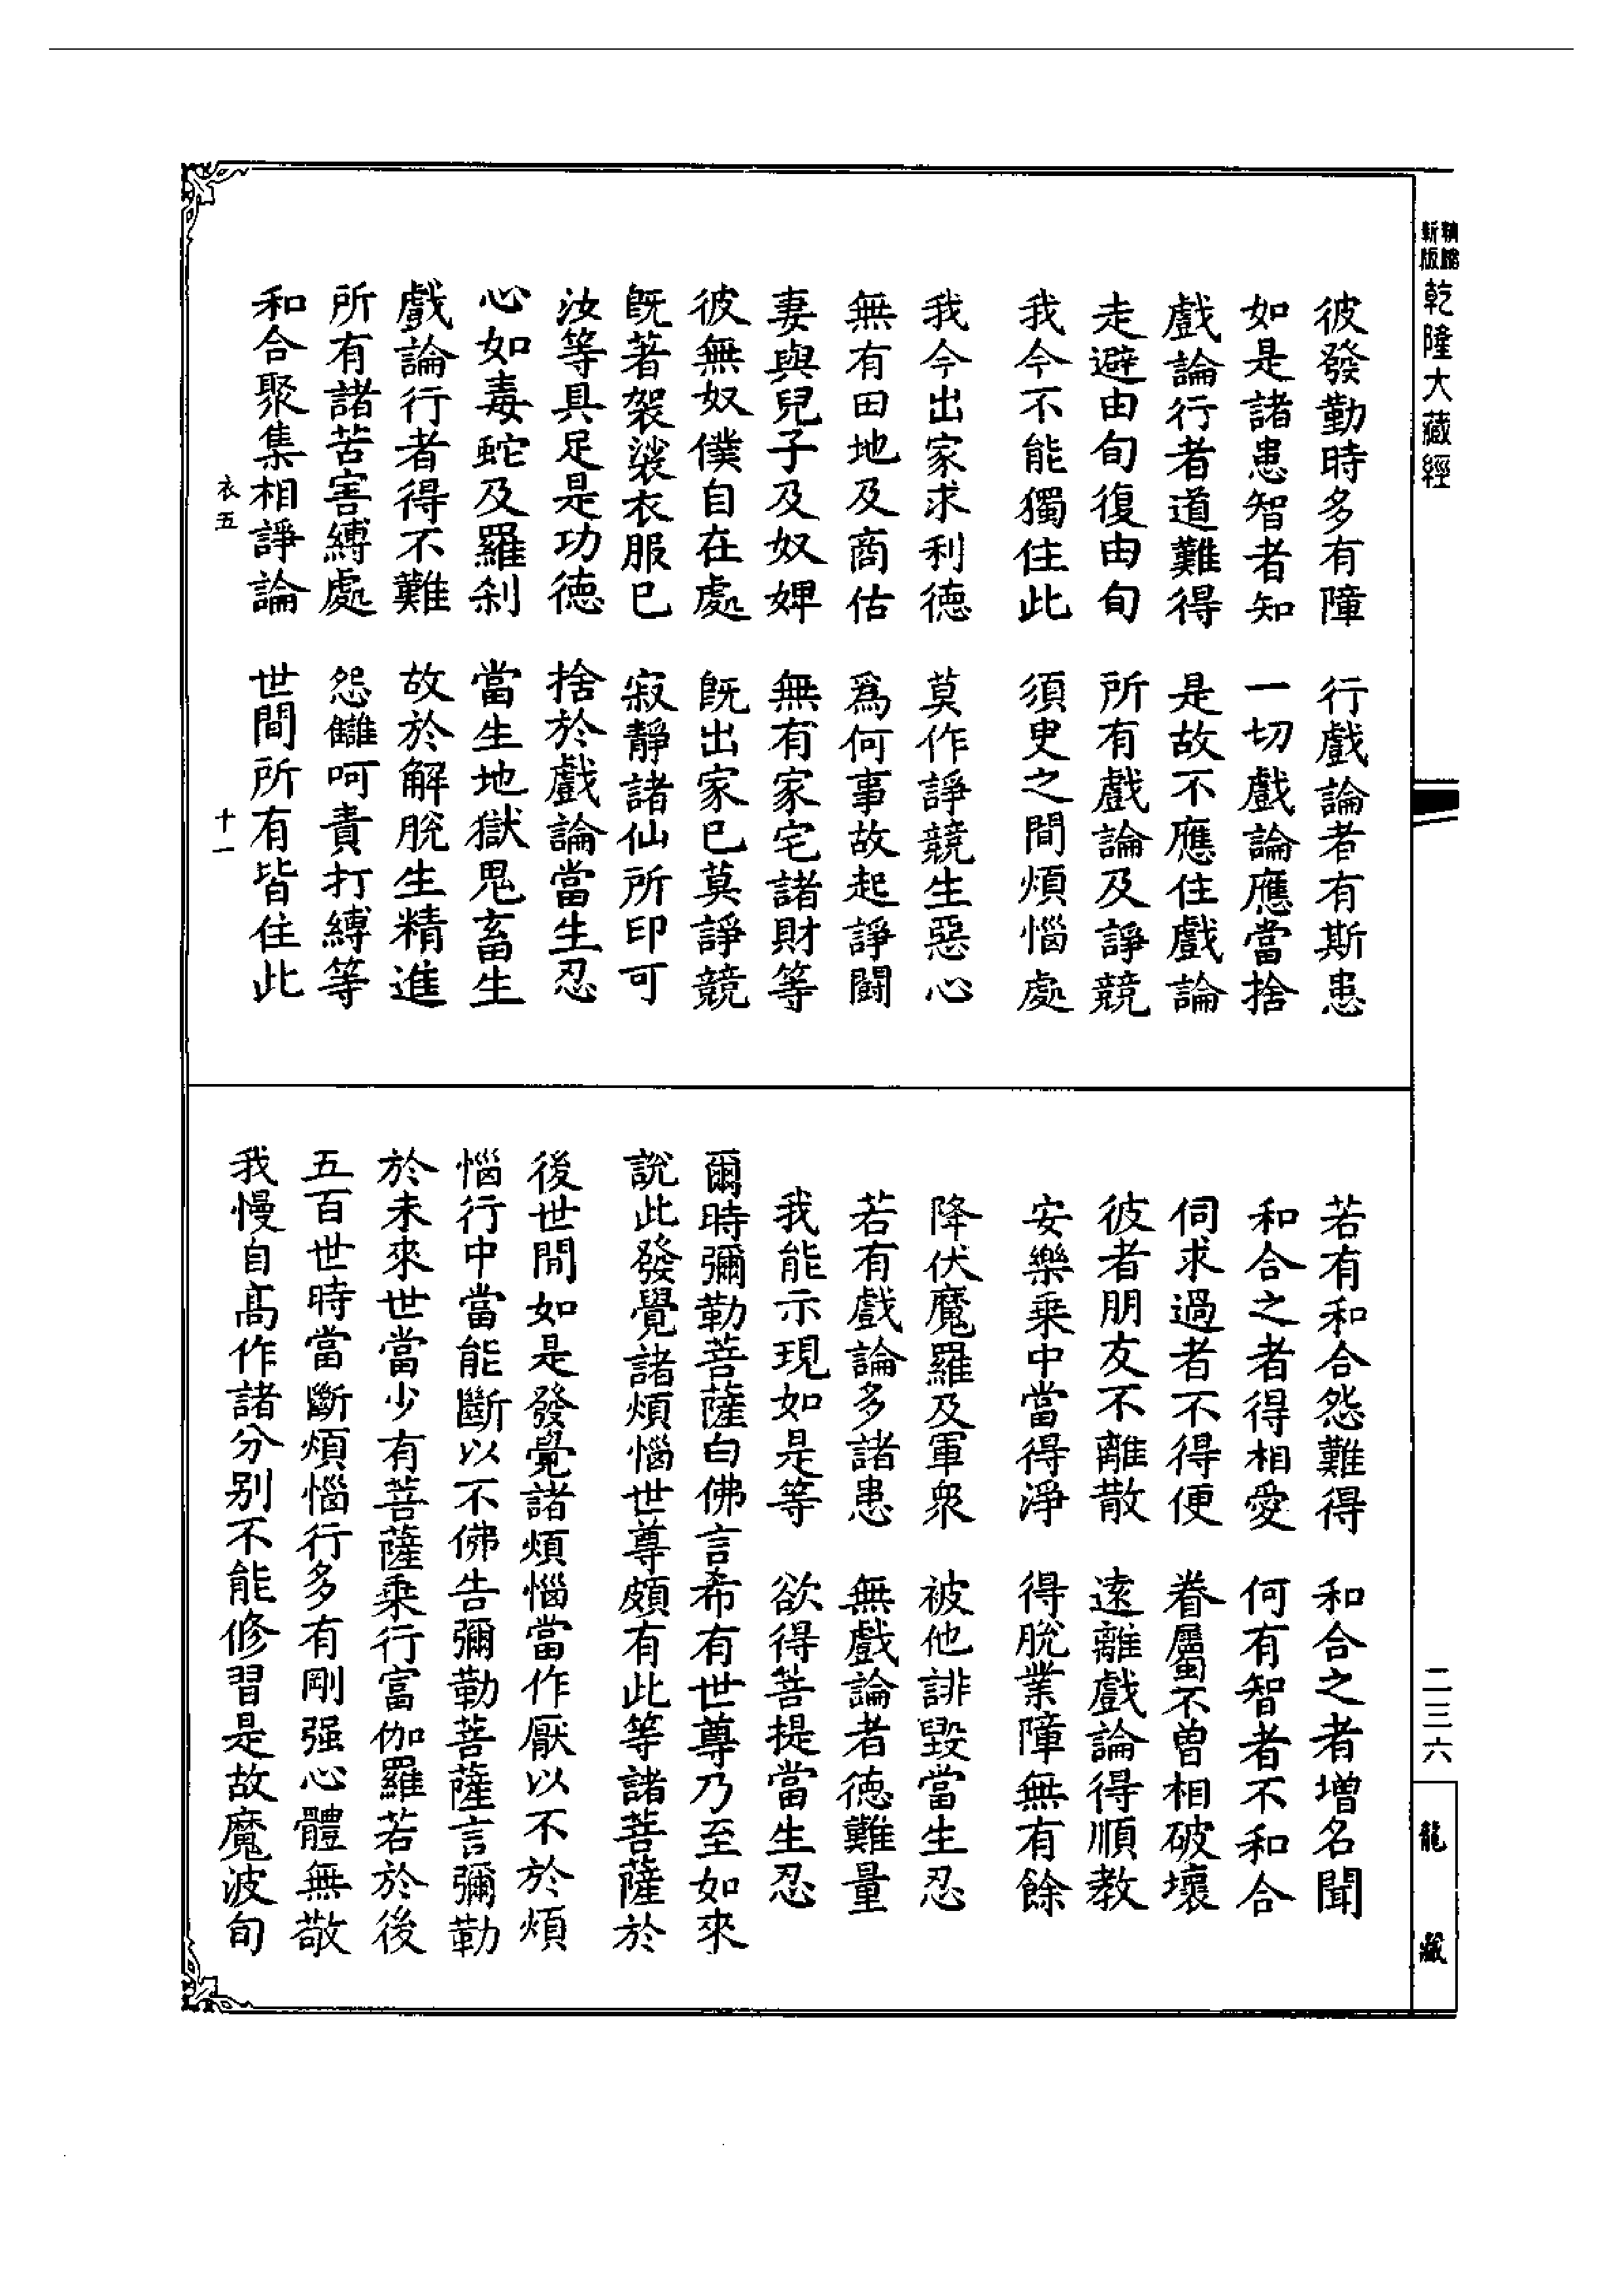 新版
精縮
乾隆大藏經
彼發勤時多有障　行戲論者有斯患
如是諸患智者知　一切戲論應當捨
戲論行者道難得　是故不應住戲論
走避由旬復由旬　所有戲論及諍競
我今不能獨住此　須臾之間煩惱處
我今出家求利德　莫作諍競生惡心
無有田地及商估　爲何事故起諍鬭
妻與兒子及奴婢　無有家宅諸財等
彼無奴僕自在處　既出家已莫諍競
既著袈裟衣服已　寂靜諸仙所印可
汝等具足是功德　捨於戲論當生忍
心如毒蛇及羅刹　當生地獄鬼畜生
戲論行者得不難　故於解脫生精進
所有諸苦害縛處　怨讎呵責打縛等
和合聚集相諍論　世間所有皆住此
衣五　十一
若有和合怨難得　和合之者增名聞
和合之者得相愛　何有智者不和合
伺求過者不得便　眷屬不曾相破壞
彼者朋友不離散　遠離戲論得順教
安樂乘中當得淨　得脫業障無有餘
降伏魔羅及軍衆　被他誹毀當生忍
若有戲論多諸患　無戲論者德難量
我能示現如是等　欲得菩提當生忍
爾時彌勒菩薩白佛言希有世尊乃至如來
說此發覺諸煩惱世尊頗有此等諸菩薩於
後世間如是發覺諸煩惱當作厭以不於煩
惱行中當能斷以不佛告彌勒菩薩言彌勒
於未來世當少有菩薩乘行富伽羅若於後
五百世時當斷煩惱行多有剛强心體無敬
我慢自高作諸分别不能修習是故魔波旬
二三六
龍藏